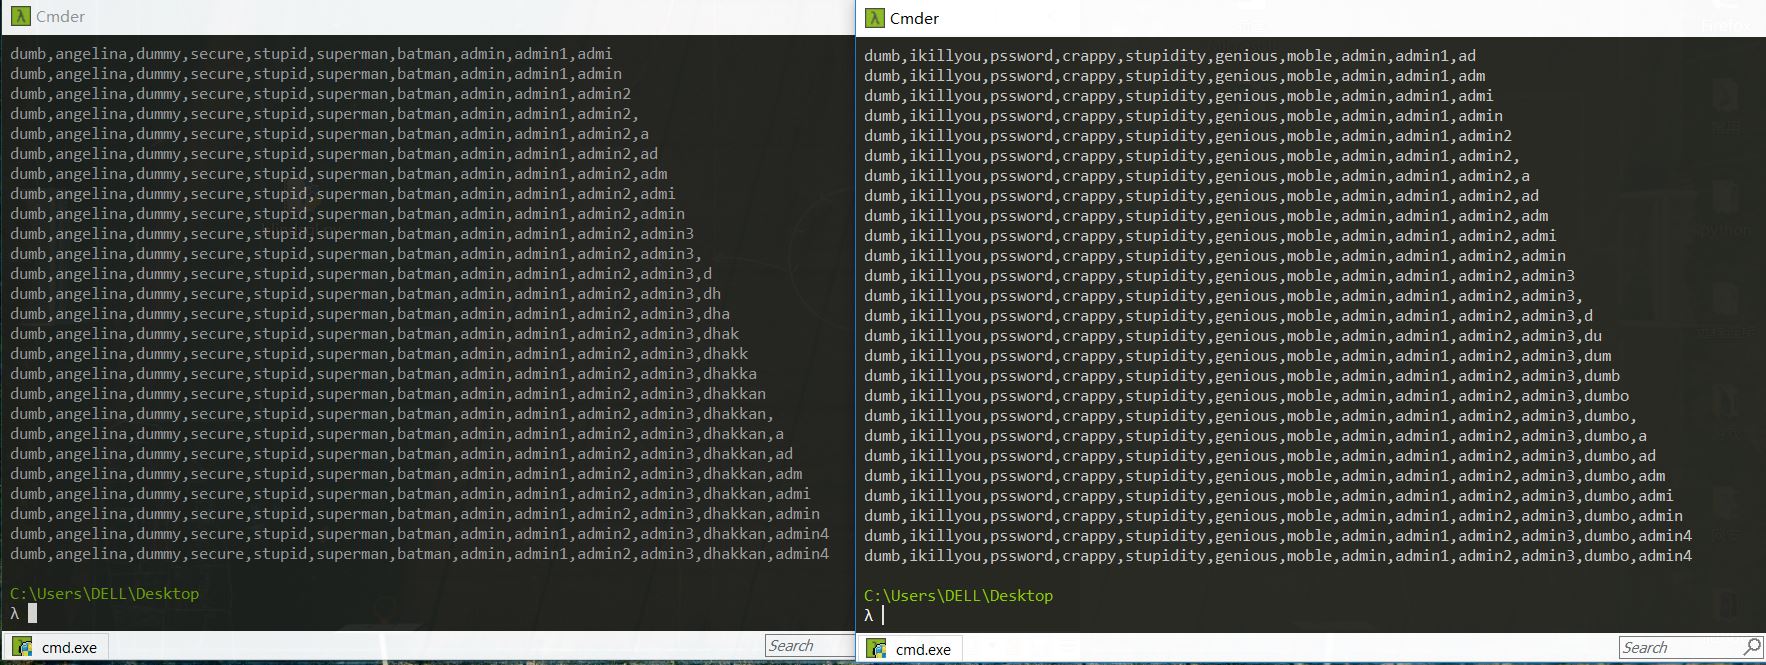 Cmder
dumb,angelina,dummy,secure,stupid,superman,batman,admin,admin1,admi
dumb,angelina,dummy,secure,stupid,superman,batman,admin,admin1,admin
dumb,angelina,dummy,secure,stupid,superman,batman,admin,admin1,admin2
dumb,angelina,dummy,secure,stupid,superman,batman,admin,admin1,admin2,
dumb,angelina,dummy,secure,stupid,superman,batman,admin,admin1,admin2,a
dumb,angelina,dummy,secure,stupid,superman,batman,admin,admin1,admin2,ad
dumb,angelina,dummy,secure,stupid,superman,batman,admin,admin1,admin2,adm
dumb,angelina,dummy,secure,stupid,superman,batman,admin,admin1,admin2,admi
dumb,angelina,dummy,secure,stupid,superman,batman,admin,admin1,admin2,admin
dumb,angelina,dummy,secure,stupid,superman,batman,admin,admin1,admin2,admin3
dumb,angelina,dummy,secure,stupid,superman,batman,admin,admin1,admin2,admin3,
dumb,angelina,dummy,secure,stupid,superman,batman,admin,admin1,admin2,admin3,d
dumb,angelina,dummy,secure,stupid,superman,batman,admin,admin1,admin2,admin3,dh
dumb,angelina,dummy,secure,stupid,superman,batman,admin,admin1,admin2,admin3,dha
dumb,angelina,dummy,secure,stupid,superman,batman,admin,admin1,admin2,admin3,dhak
dumb,angelina,dummy,secure,stupid,superman,batman,admin,admin1,admin2,admin3,dhakk
dumb,angelina,dummy,secure,stupid,superman,batman,admin,admin1,admin2,admin3,dhakka
dumb,angelina,dummy,secure,stupid,superman,batman,admin,admin1,admin2,admin3,dhakkan
dumb,angelina,dummy,secure,stupid,superman,batman,admin,admin1,admin2,admin3,dhakkan,
dumb,angelina,dummy,secure,stupid,superman,batman,admin,admin1,admin2,admin3,dhakkan,a
dumb,angelina,dummy,secure,stupid,superman,batman,admin,admin1,admin2,admin3,dhakkan,ad
dumb,angelina,dummy,secure,stupid,superman,batman,admin,admin1,admin2,admin3,dhakkan,adm
dumb,angelina,dummy,secure,stupid,superman,batman,admin,admin1,admin2,admin3,dhakkan,admi
dumb,angelina,dummy,secure,stupid,superman,batman,admin,admin1,admin2,admin3,dhakkan,admin
dumb,angelina,dummy,secure,stupid,superman,batman,admin,admin1,admin2,admin3,dhakkan,admin4
dumb,angelina,dummy,secure,stupid,superman,batman,admin,admin1,admin2,admin3,dhakkan,admin4
C:\Users\DELL\Desktop
λ
cmd.exe
Search
Cmder
dumb,ikillyou,pssword,crappy,stupidity,genious,moble,admin,admin1,ad
dumb,ikillyou,pssword,crappy,stupidity,genious,moble,admin,admin1,adm
dumb,ikillyou,pssword,crappy,stupidity,genious,moble,admin,admin1,admi
dumb,ikillyou,pssword,crappy,stupidity,genious,moble,admin,admin1,admin
dumb,ikillyou,pssword,crappy,stupidity,genious,moble,admin,admin1,admin2
dumb,ikillyou,pssword,crappy,stupidity,genious,moble,admin,admin1,admin2,
dumb,ikillyou,pssword,crappy,stupidity,genious,moble,admin,admin1,admin2,a
dumb,ikillyou,pssword,crappy,stupidity,genious,moble,admin,admin1,admin2,ad
dumb,ikillyou,pssword,crappy,stupidity,genious,moble,admin,admin1,admin2,adm
dumb,ikillyou,pssword,crappy,stupidity,genious,moble,admin,admin1,admin2,admi
dumb,ikillyou,pssword,crappy,stupidity,genious,moble,admin,admin1,admin2,admin
dumb,ikillyou,pssword,crappy,stupidity,genious,moble,admin,admin1,admin2,admin3
dumb,ikillyou,pssword,crappy,stupidity,genious,moble,admin,admin1,admin2,admin3,
dumb,ikillyou,pssword,crappy,stupidity,genious,moble,admin,admin1,admin2,admin3,d
dumb,ikillyou,pssword,crappy,stupidity,genious,moble,admin,admin1,admin2,admin3,du
dumb,ikillyou,pssword,crappy,stupidity,genious,moble,admin,admin1,admin2,admin3,dum
dumb,ikillyou,pssword,crappy,stupidity,genious,moble,admin,admin1,admin2,admin3,dumb
dumb,ikillyou,pssword,crappy,stupidity,genious,moble,admin,admin1,admin2,admin3,dumbo
dumb,ikillyou,pssword,crappy,stupidity,genious,moble,admin,admin1,admin2,admin3,dumbo,
dumb,ikillyou,pssword,crappy,stupidity,genious,moble,admin,admin1,admin2,admin3,dumbo,a
dumb,ikillyou,pssword,crappy,stupidity,genious,moble,admin,admin1,admin2,admin3,dumbo,ad
dumb,ikillyou,pssword,crappy,stupidity,genious,moble,admin,admin1,admin2,admin3,dumbo,adm
dumb,ikillyou,pssword,crappy,stupidity,genious,moble,admin,admin1,admin2,admin3,dumbo,admi
dumb,ikillyou,pssword,crappy,stupidity,genious,moble,admin,admin1,admin2,admin3,dumbo,admin
dumb,ikillyou,pssword,crappy,stupidity,genious,moble,admin,admin1,admin2,admin3,dumbo,admin4
dumb,ikillyou,pssword,crappy,stupidity,genious,moble,admin,admin1,admin2,admin3,dumbo,admin4
C:\Users\DELL\Desktop
λ
cmd.exe
Search
Firefox
python